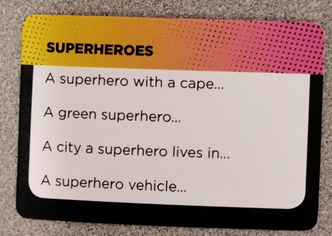 SUPERHEROES
A superhero with a cape...
A green superhero...
A city a superhero lives in...
A superhero vehicle...